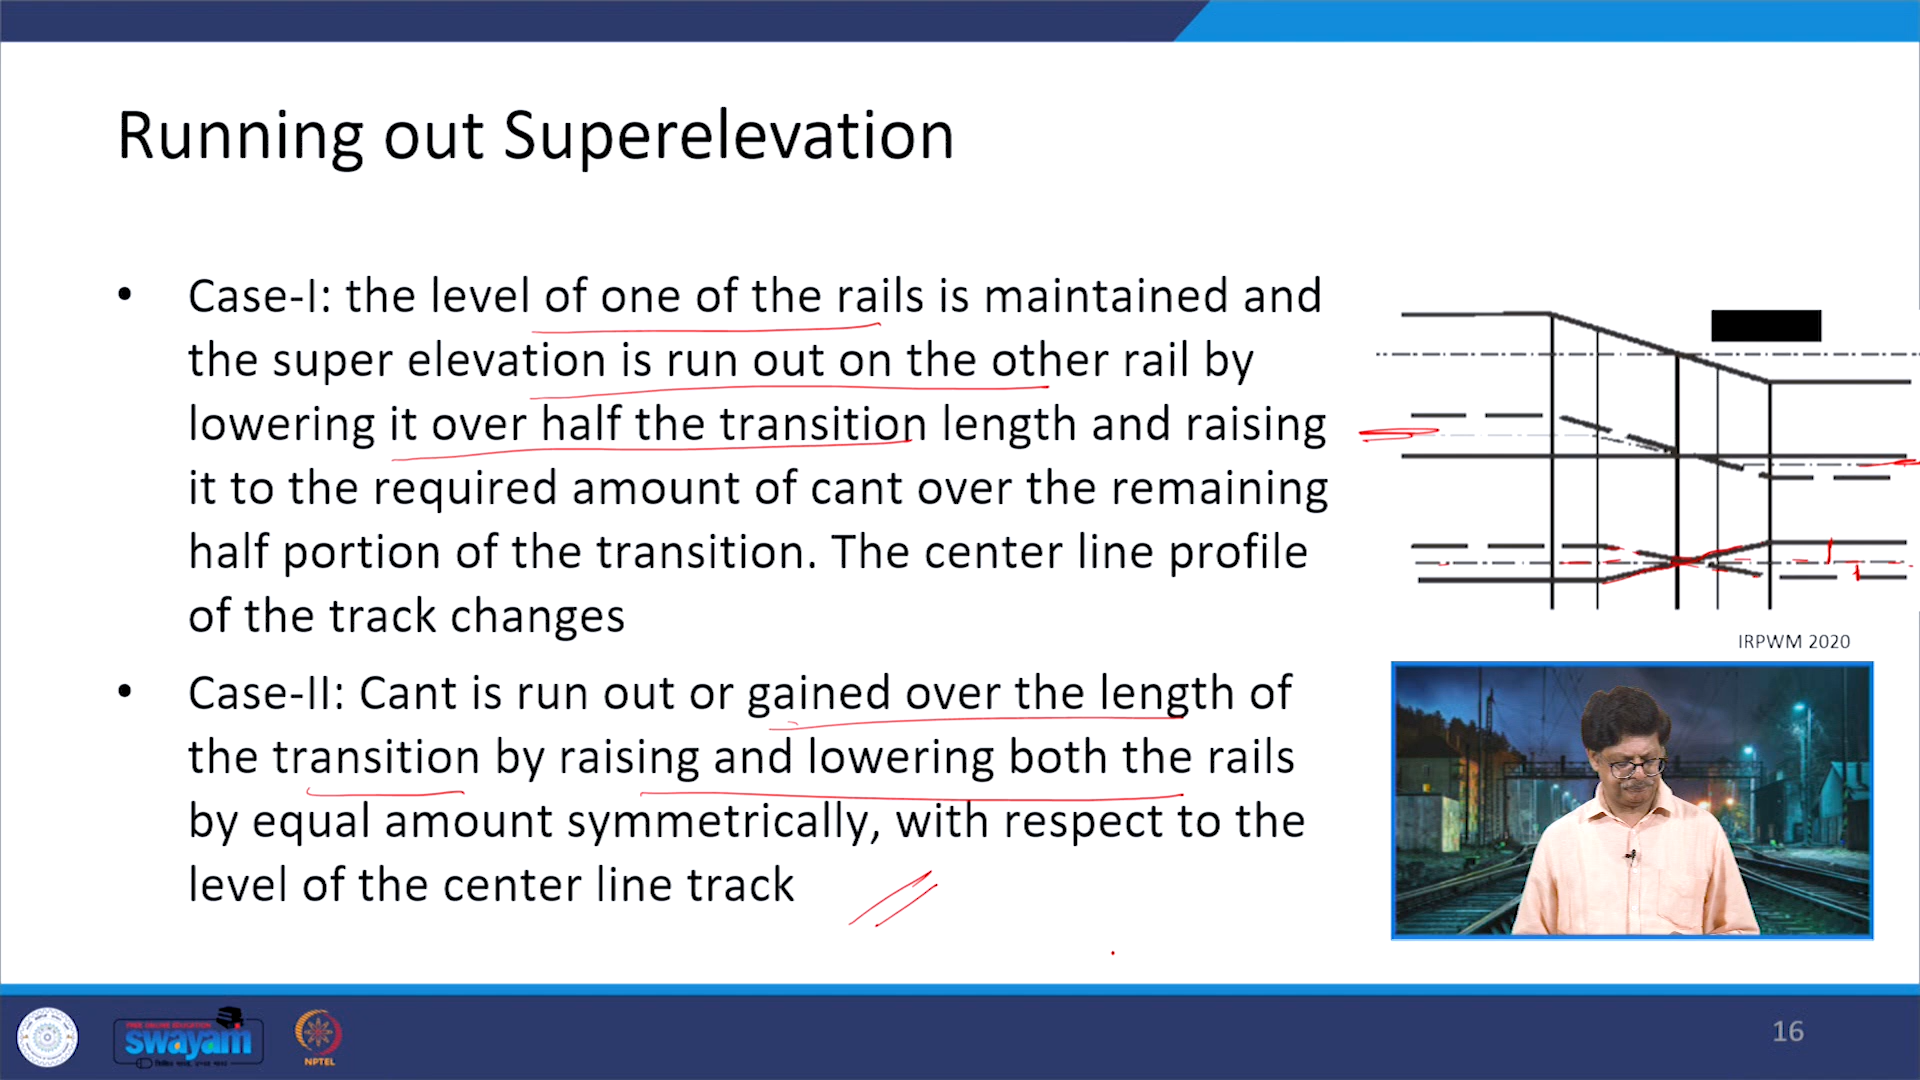 Running out Superelevation
• Case-I: the level of one of the rails is maintained and
the super elevation is run out on the other rail by
lowering it over half the transition length and raising
it to the required amount of cant over the remaining
half portion of the transition. The center line profile
of the track changes
• Case-II: Cant is run out or gained over the length of
the transition by raising and lowering both the rails
by equal amount symmetrically, with respect to the
level of the center line track
IRPWM 2020
FREE ONLINE EDUCATION
swayam
NPTEL
16